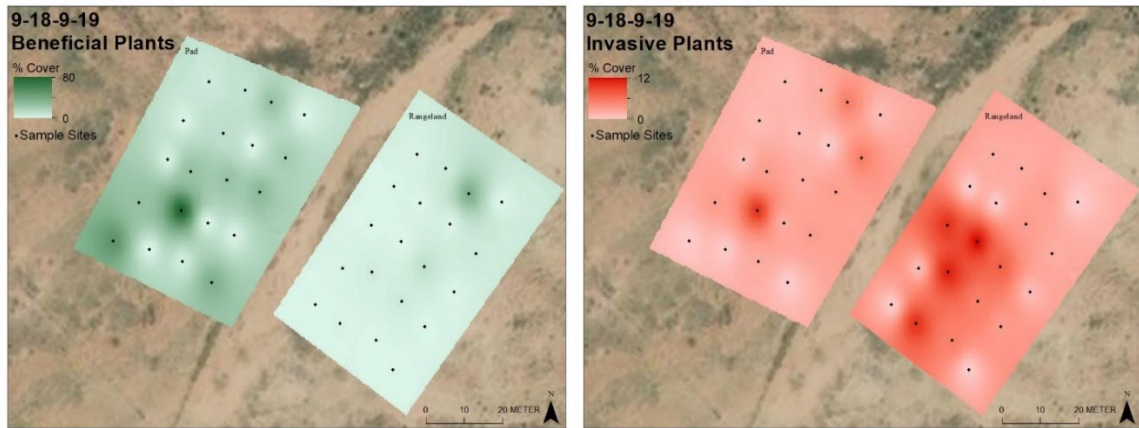 9-18-9-19
Beneficial Plants
% Cover
80
0
•Sample Sites
Pad
Rangeland
N
0 10 20 METER
9-18-9-19
Invasive Plants
% Cover
12
0
•Sample Sites
Pad
Rangeland
N
0 10 20 METER